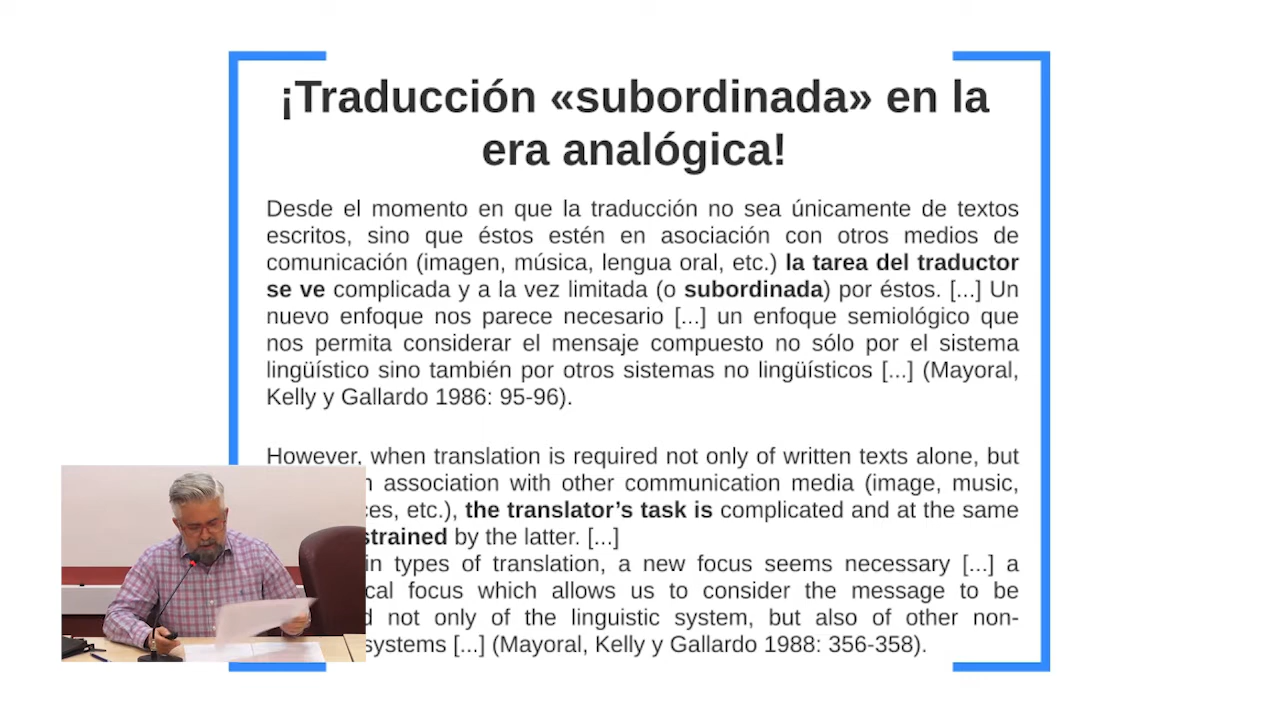 ¡Traducción «subordinada» en la
era analógica!
Desde el momento en que la traducción no sea únicamente de textos
escritos, sino que éstos estén en asociación con otros medios de
comunicación (imagen, música, lengua oral, etc.) la tarea del traductor
se ve complicada y a la vez limitada (o subordinada) por éstos. [...] Un
nuevo enfoque nos parece necesario [...] un enfoque semiológico que
nos permita considerar el mensaje compuesto no sólo por el sistema
lingüístico sino también por otros sistemas no lingüísticos [...] (Mayoral,
Kelly y Gallardo 1986: 95-96).
However, when translation is required not only of written texts alone, but
association with other communication media (image, music,
etc.), the translator’s task is complicated and at the same
by the latter. [...]
types of translation, a new focus seems necessary [...] a
focus which allows us to consider the message to be
not only of the linguistic system, but also of other non-
systems [...] (Mayoral, Kelly y Gallardo 1988: 356-358).